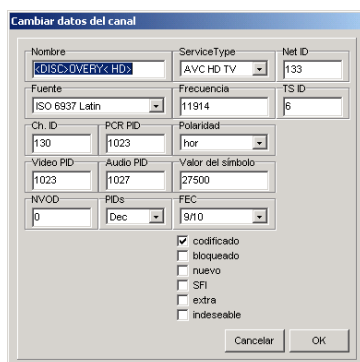 Cambiar datos del canal
Nombre ServiceType Net ID
<DISC>OVERY< HD> AVC HD TV 133
Fuente Frecuencia TS ID
ISO 6937 Latin 11914 6
Ch. ID PCR PID Polaridad
130 1023 hor
Video PID Audio PID Valor del símbolo
1023 1027 27500
NVOD PIDs FEC
0 Dec 9/10
codificado
bloqueado
nuevo
SFI
extra
indeseable
Cancelar OK